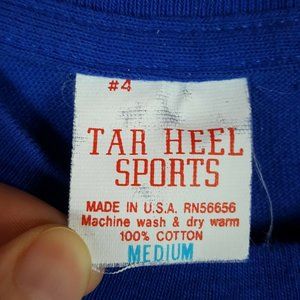 #4
TAR HEEL
SPORTS
MADE IN U.S.A. RN56656
Machine wash & dry warm
100% COTTON
MEDIUM